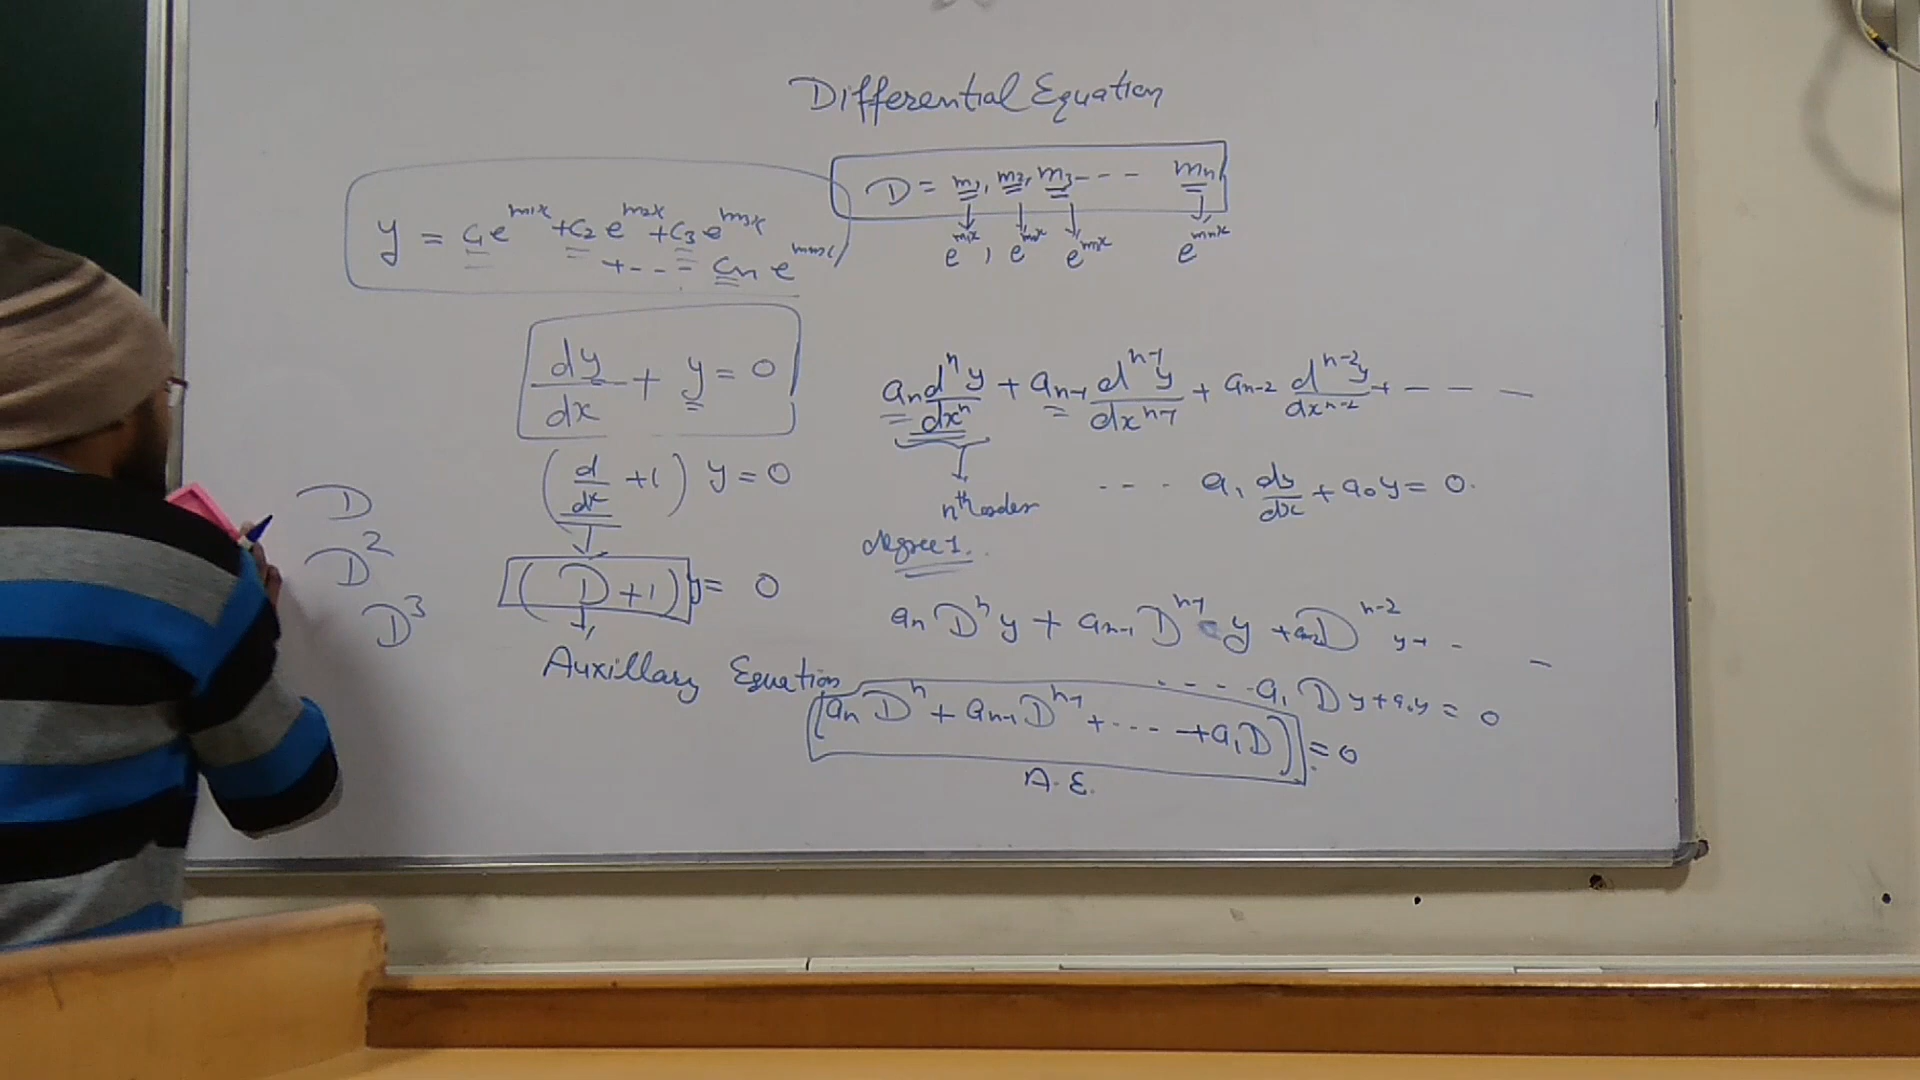 Differential Equation
D = m1, m2, m3 - - - mn
e^m1x, e^m2x e^m3x e^mnx
y = c1e^m1x + c2 e^m2x + c3 e^m3x
+ - - - cn e^mnx
dy/dx + y = 0
(d/dx + 1) y = 0
(D + 1) y = 0
Auxillary Equation
D
D^2
D^3
an d^n y/dx^n + an-1 d^n-1 y/dx^n-1 + an-2 d^n-2 y/dx^n-2 + - - -
nth order
- - - - a1 dy/dx + a0 y = 0.
degree 1.
an D^n y + an-1 D^n-1 y + an-2 D^n-2 y + - -
- - - - a1 D y + a0 y = 0
(an D^n + an-1 D^n-1 + - - - + a1 D) = 0
A.E.